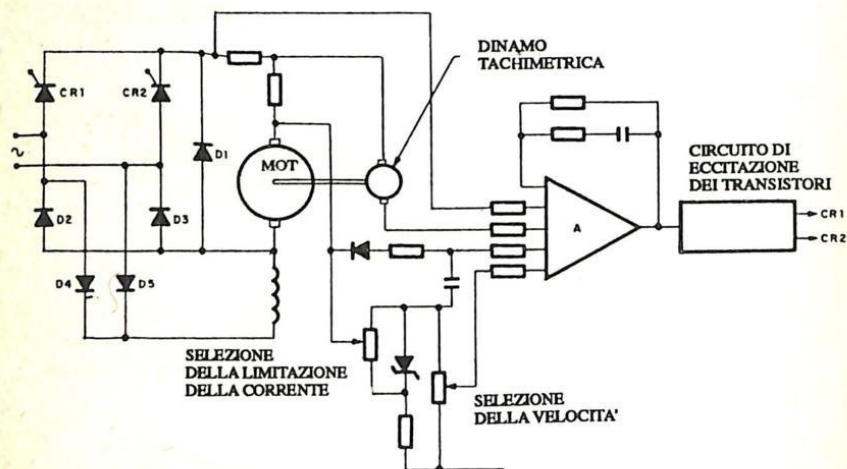 DINAMO
TACHIMETRICA
CR1
CR2
D1
MOT
CIRCUITO DI
ECCITAZIONE
DEI TRANSISTORI
A
CR1
CR2
~
D2
D3
D4
D5
SELEZIONE
DELLA LIMITAZIONE
DELLA CORRENTE
SELEZIONE
DELLA VELOCITA'